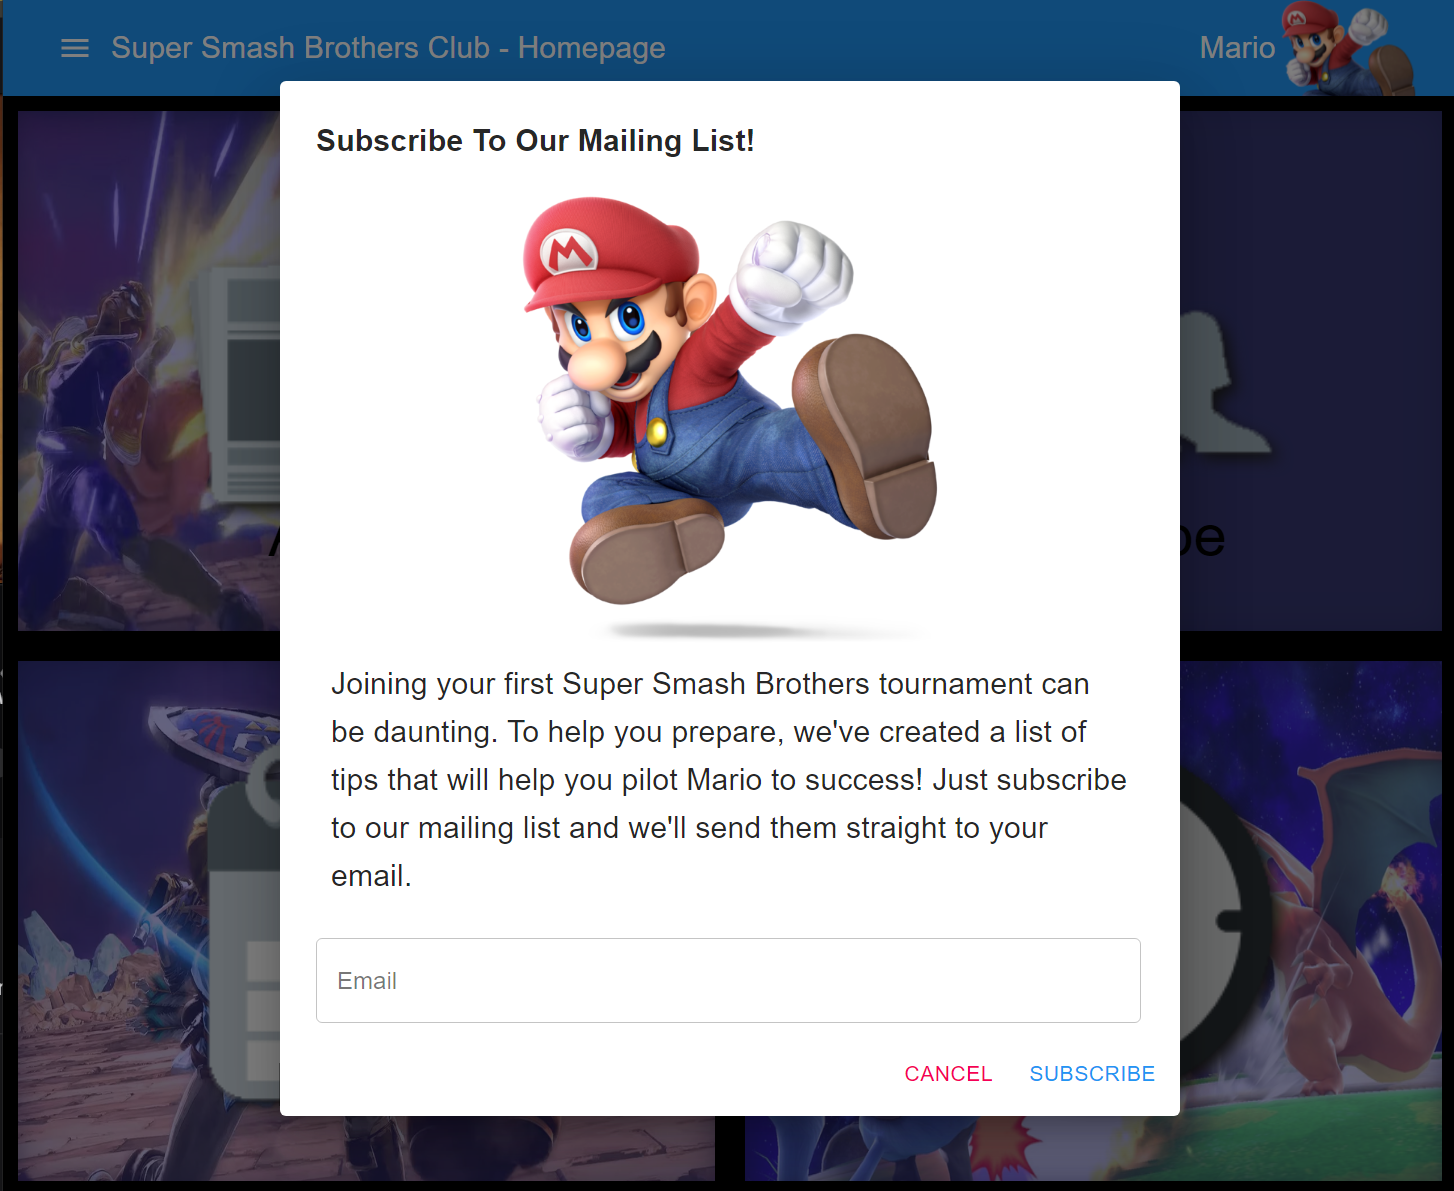 Super Smash Brothers Club - Homepage
Mario
Subscribe To Our Mailing List!
M
Joining your first Super Smash Brothers tournament can
be daunting. To help you prepare, we've created a list of
tips that will help you pilot Mario to success! Just subscribe
to our mailing list and we'll send them straight to your
email.
Email
CANCEL
SUBSCRIBE